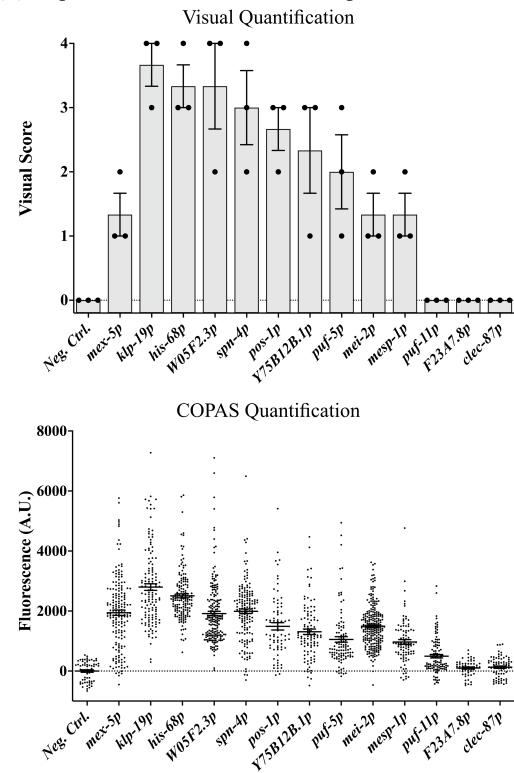 Visual Quantification
4
3
2
1
0
Visual Score
Neg. Ctrl.
mex-5p
klp-19p
his-68p
W05F2.3p
spn-4p
pos-1p
Y75B12B.1p
puf-5p
mei-2p
mesp-1p
puf-11p
F23A7.8p
clec-87p
COPAS Quantification
8000
6000
4000
2000
0
Fluorescence (A.U.)
Neg. Ctrl.
mex-5p
klp-19p
his-68p
W05F2.3p
spn-4p
pos-1p
Y75B12B.1p
puf-5p
mei-2p
mesp-1p
puf-11p
F23A7.8p
clec-87p